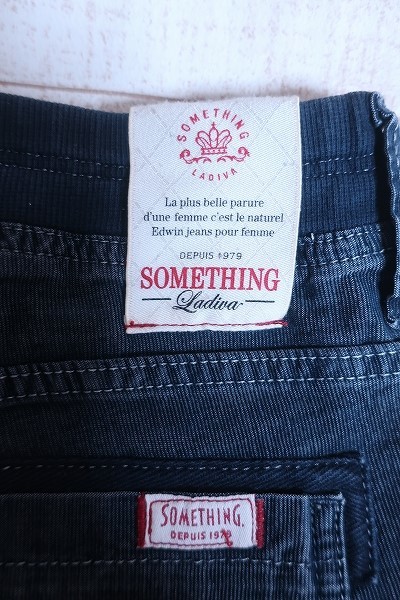 SOMETHING
LADIVA
La plus belle parure
d'une femme c'est le naturel
Edwin jeans pour femme
DEPUIS 1979
SOMETHING
Ladiva
SOMETHING.
DEPUIS 1979